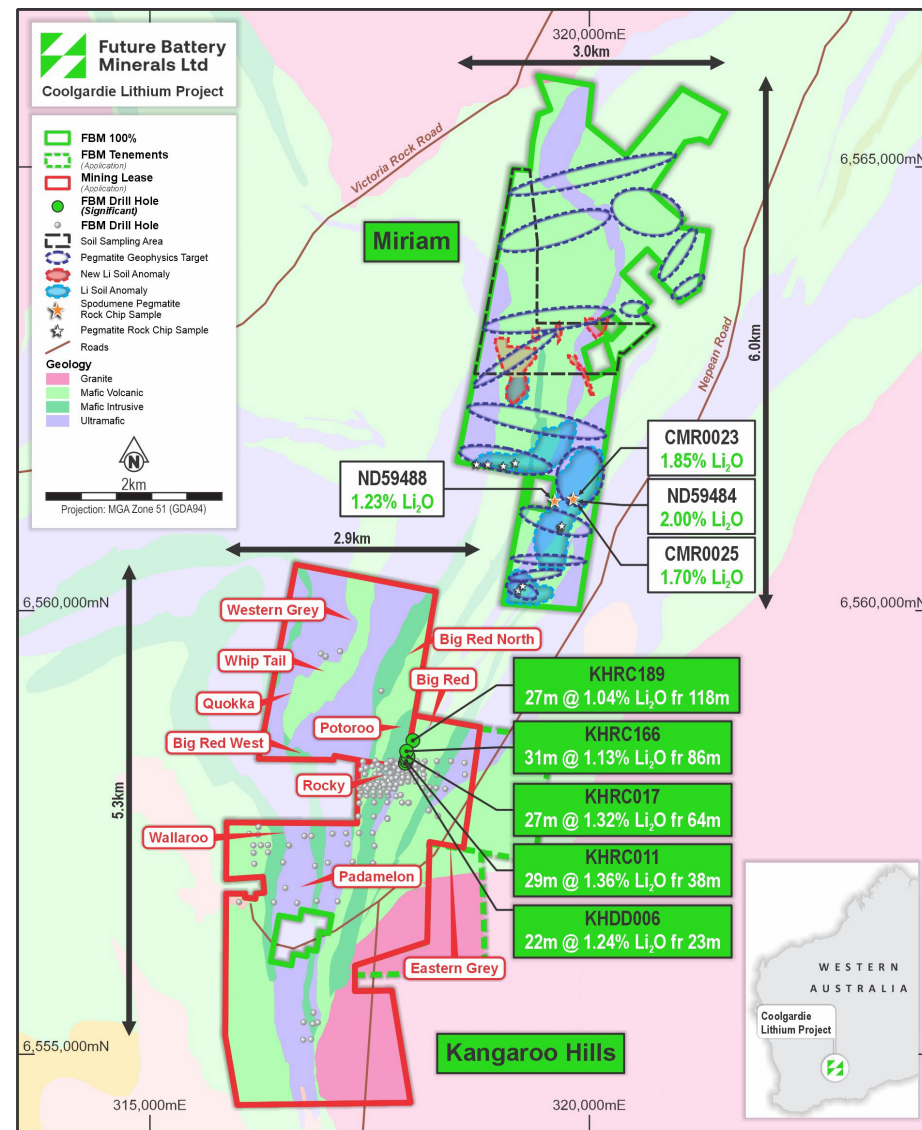 Future Battery
Minerals Ltd
Coolgardie Lithium Project
FBM 100%
FBM Tenements
(Application)
Mining Lease
(Application)
FBM Drill Hole
(Significant)
FBM Drill Hole
Soil Sampling Area
Pegmatite Geophysics Target
New Li Soil Anomaly
Li Soil Anomaly
Spodumene Pegmatite
Rock Chip Sample
Pegmatite Rock Chip Sample
Roads
Geology
Granite
Mafic Volcanic
Mafic Intrusive
Ultramafic
N
2km
Projection: MGA Zone 51 (GDA94)
320,000mE
3.0km
Victoria Rock Road
6,565,000mN
Miriam
6.0km
Nepean Road
CMR0023
1.85% Li₂O
ND59488
1.23% Li₂O
ND59484
2.00% Li₂O
CMR0025
1.70% Li₂O
2.9km
6,560,000mN
6,560,000mN
Western Grey
Big Red North
Whip Tail
Big Red
Quokka
Potoroo
Big Red West
Rocky
Wallaroo
Padamelon
Eastern Grey
5.3km
KHRC189
27m @ 1.04% Li₂O fr 118m
KHRC166
31m @ 1.13% Li₂O fr 86m
KHRC017
27m @ 1.32% Li₂O fr 64m
KHRC011
29m @ 1.36% Li₂O fr 38m
KHDD006
22m @ 1.24% Li₂O fr 23m
Kangaroo Hills
6,555,000mN
315,000mE
320,000mE
WESTERN
AUSTRALIA
Coolgardie
Lithium Project